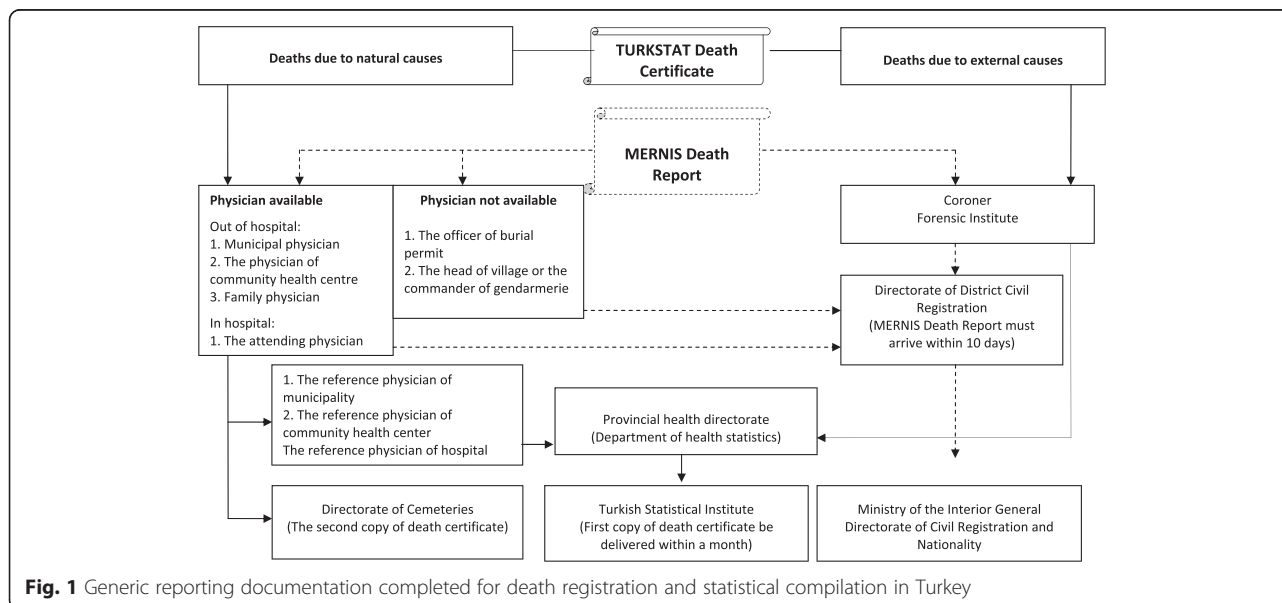 Deaths due to natural causes
TURKSTAT Death
Certificate
Deaths due to external causes
MERNIS Death
Report
Physician available
Out of hospital:
1. Municipal physician
2. The physician of
community health centre
3. Family physician
In hospital:
1. The attending physician
Physician not available
1. The officer of burial
permit
2. The head of village or the
commander of gendarmerie
Coroner
Forensic Institute
Directorate of District Civil
Registration
(MERNIS Death Report must
arrive within 10 days)
1. The reference physician of
municipality
2. The reference physician of
community health center
The reference physician of hospital
Provincial health directorate
(Department of health statistics)
Directorate of Cemeteries
(The second copy of death certificate)
Turkish Statistical Institute
(First copy of death certificate be
delivered within a month)
Ministry of the Interior General
Directorate of Civil Registration and
Nationality
Fig. 1 Generic reporting documentation completed for death registration and statistical compilation in Turkey